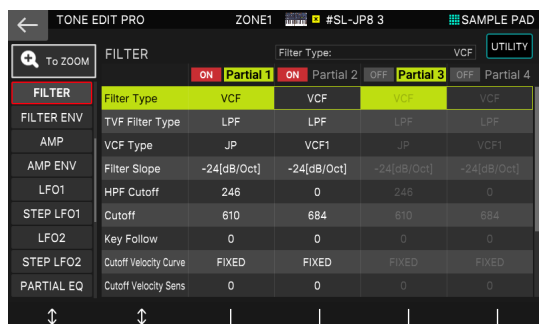 TONE EDIT PRO ZONE1 #SL-JP8 3 SAMPLE PAD
To ZOOM FILTER Filter Type: VCF UTILITY
ON Partial 1 ON Partial 2 OFF Partial 3 OFF Partial 4
FILTER Filter Type VCF VCF VCF VCF
FILTER ENV TVF Filter Type LPF LPF LPF LPF
AMP VCF Type JP VCF1 JP VCF1
AMP ENV Filter Slope -24[dB/Oct] -24[dB/Oct] -24[dB/Oct] -24[dB/Oct]
LFO1 HPF Cutoff 246 0 246 0
STEP LFO1 Cutoff 610 684 610 684
LFO2 Key Follow 0 0 0 0
STEP LFO2 Cutoff Velocity Curve FIXED FIXED FIXED FIXED
PARTIAL EQ Cutoff Velocity Sens 0 0 0 0